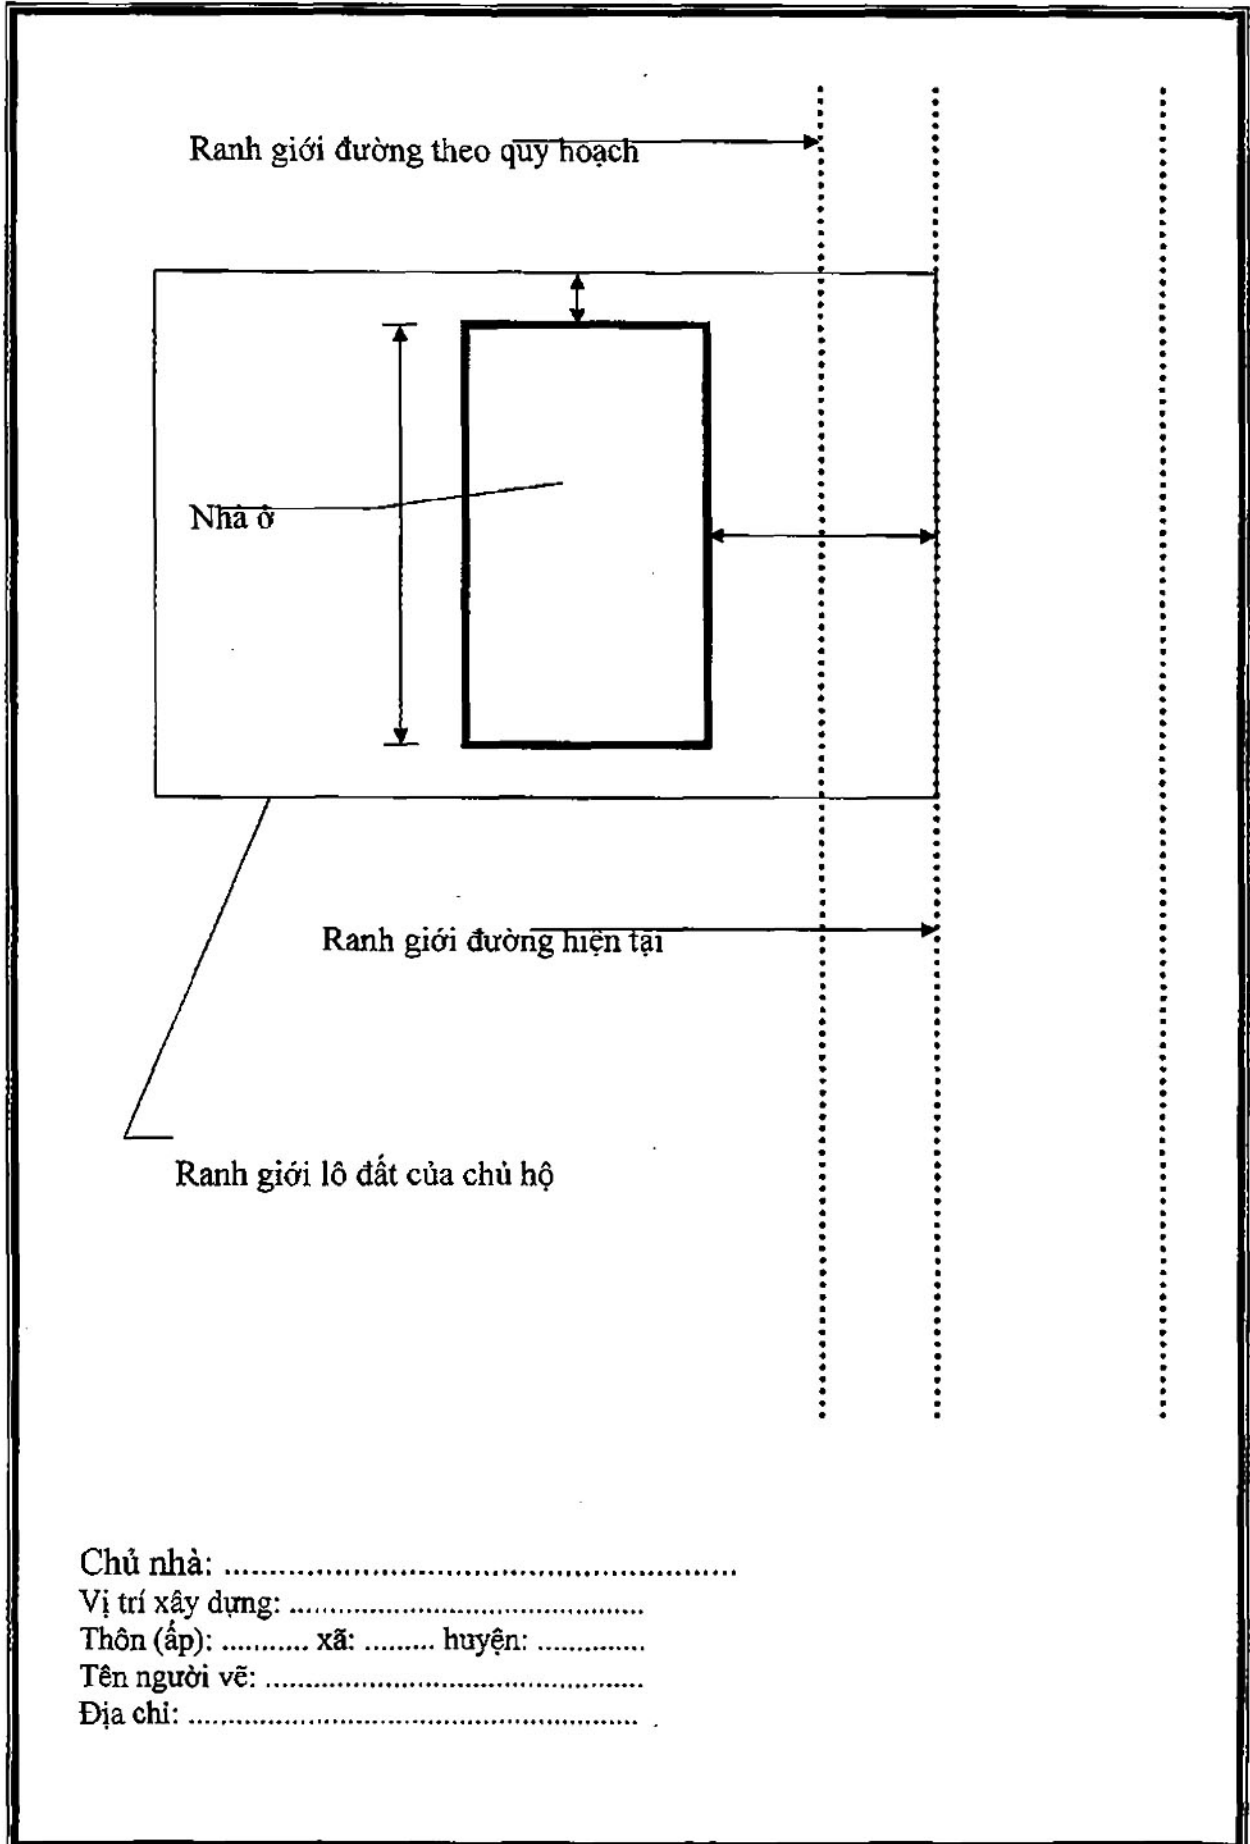 Ranh giới đường theo quy hoạch
Nhà ở
Ranh giới đường hiện tại
Ranh giới lô đất của chủ hộ
Chủ nhà: ........................................................
Vị trí xây dựng: .............................................
Thôn (ấp): ........... xã: ......... huyện: .............
Tên người vẽ: ................................................
Địa chỉ: .........................................................